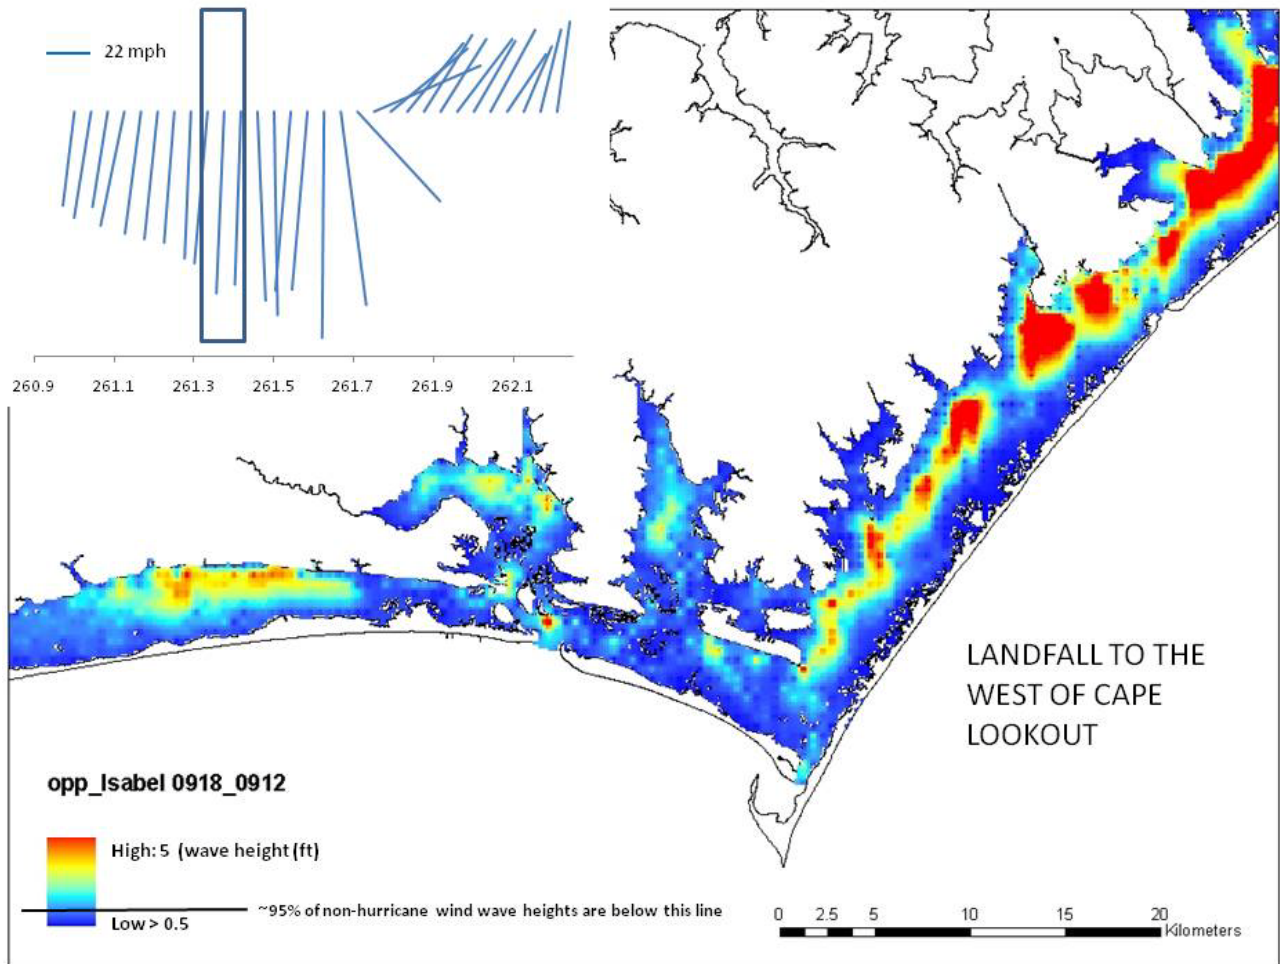 22 mph
260.9 261.1 261.3 261.5 261.7 261.9 262.1
LANDFALL TO THE
WEST OF CAPE
LOOKOUT
opp_Isabel 0918_0912
High: 5 (wave height (ft)
~95% of non-hurricane wind wave heights are below this line
Low > 0.5
0 2.5 5 10 15 20
Kilometers